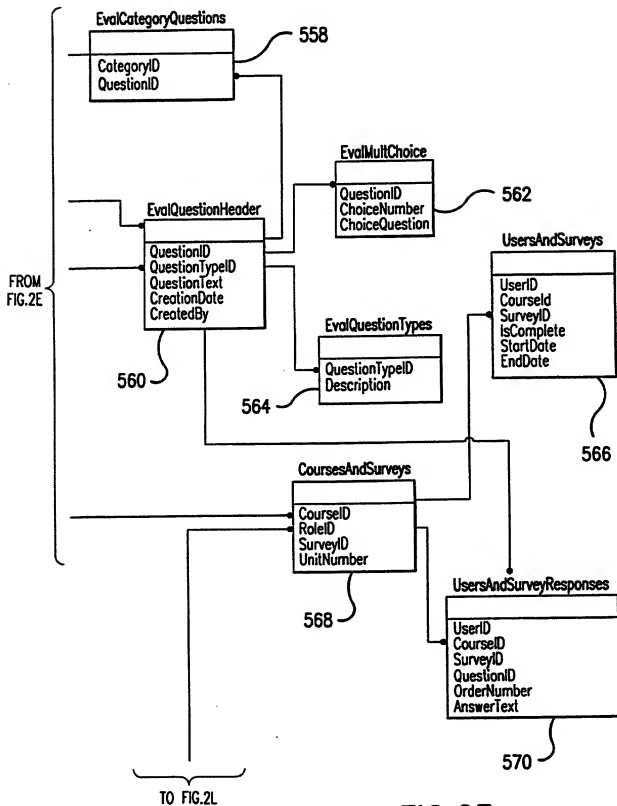 EvalCategoryQuestions
558
CategoryID
QuestionID
EvalMultChoice
QuestionID
ChoiceNumber
ChoiceQuestion
562
EvalQuestionHeader
QuestionID
QuestionTypeID
QuestionText
CreationDate
CreatedBy
560
FROM
FIG.2E
UsersAndSurveys
UserID
CourseId
SurveyID
IsComplete
StartDate
EndDate
566
EvalQuestionTypes
QuestionTypeID
Description
564
CoursesAndSurveys
CourseID
RoleID
SurveyID
UnitNumber
568
UsersAndSurveyResponses
UserID
CourseID
SurveyID
QuestionID
OrderNumber
AnswerText
570
TO FIG.2L